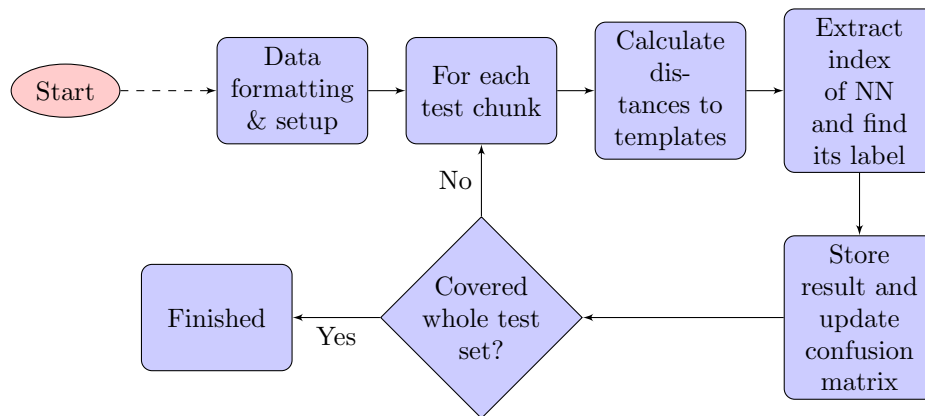 Start
Data
formatting
& setup
For each
test chunk
Calculate
dis-
tances to
templates
Extract
index
of NN
and find
its label
No
Store
result and
update
confusion
matrix
Covered
whole test
set?
Yes
Finished